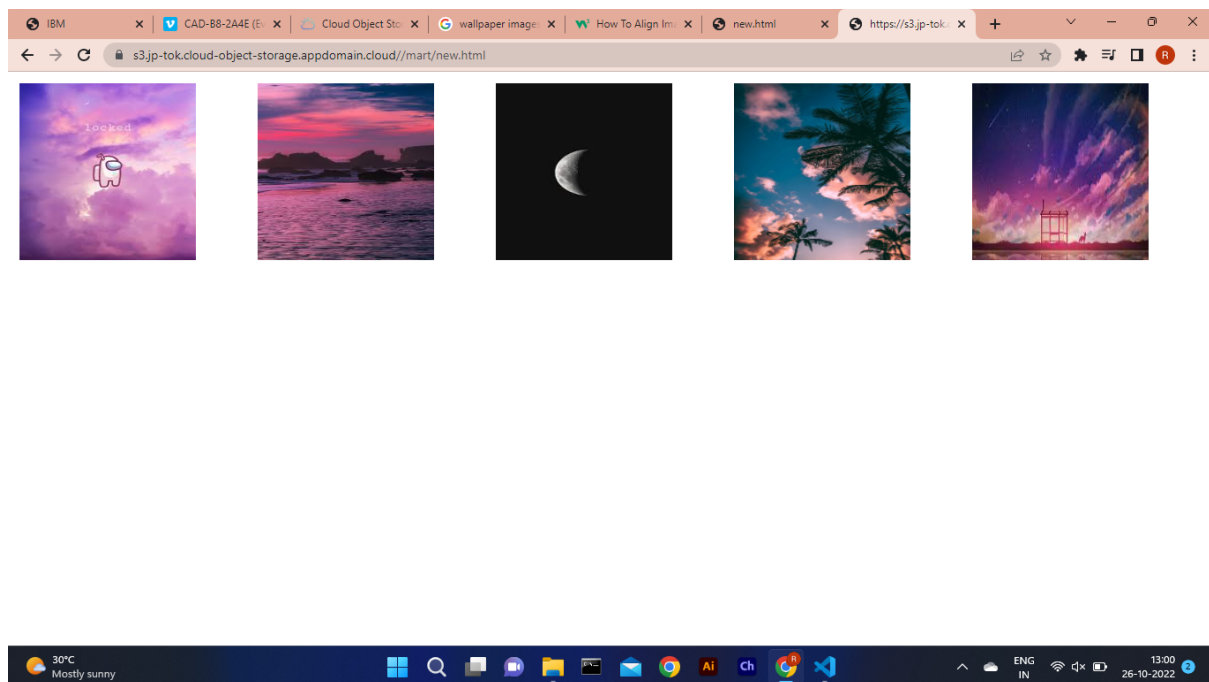 IBM
CAD-B8-2A4E (E
Cloud Object Sto
wallpaper image
How To Align Im
new.html
https://s3.jp-tok.
s3.jp-tok.cloud-object-storage.appdomain.cloud//mart/new.html
R
locked
30°C
Mostly sunny
Ai
Ch
R
ENG
IN
13:00
26-10-2022
2